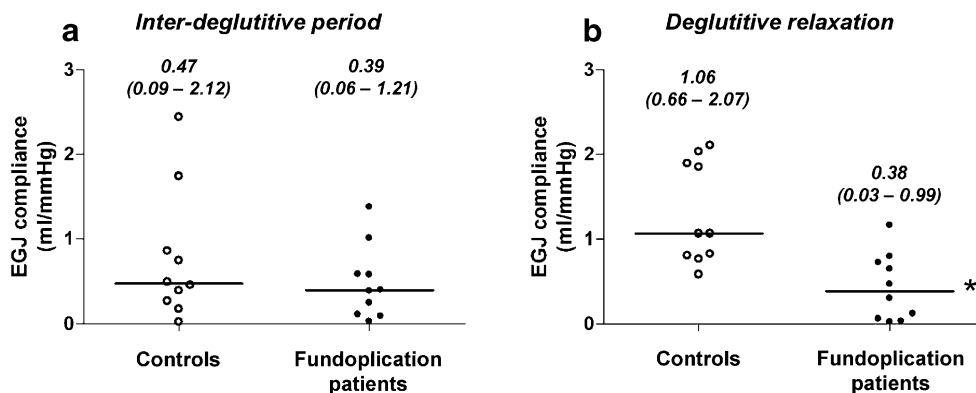 a
Inter-deglutitive period
EGJ compliance
(ml/mmHg)
3
2
1
0
0.47
(0.09 – 2.12)
0.39
(0.06 – 1.21)
Controls
Fundoplication
patients
b
Deglutitive relaxation
EGJ compliance
(ml/mmHg)
3
2
1
0
1.06
(0.66 – 2.07)
0.38
(0.03 – 0.99)
*
Controls
Fundoplication
patients